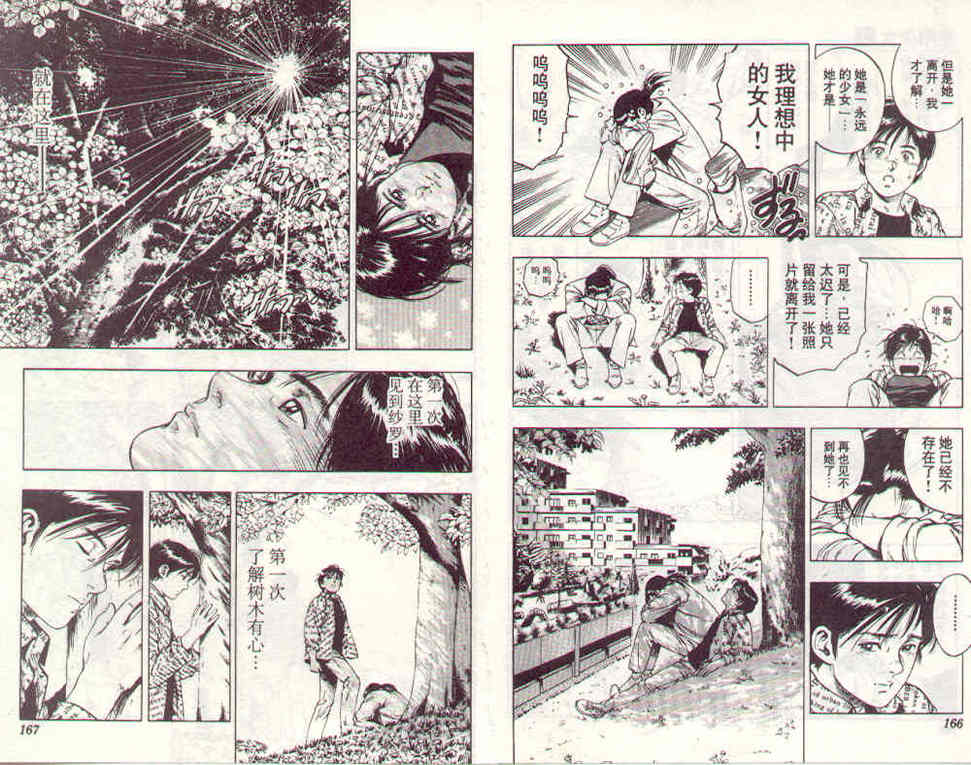 但是她一
离开，我
才了解…
她是「永远
的少女」…
她才是——
我理想中
的女人！
呜呜呜呜！
啊哈
哈！
可是，已经
太迟了…她只
留给我一张照
片就离开了！
………
呜呜
呜…
她已经不
存在了！
再也见不
到她了…
………
166
就在这里——
第一次
在这里，
见到纱罗…
第一次
了解树木有心…
167